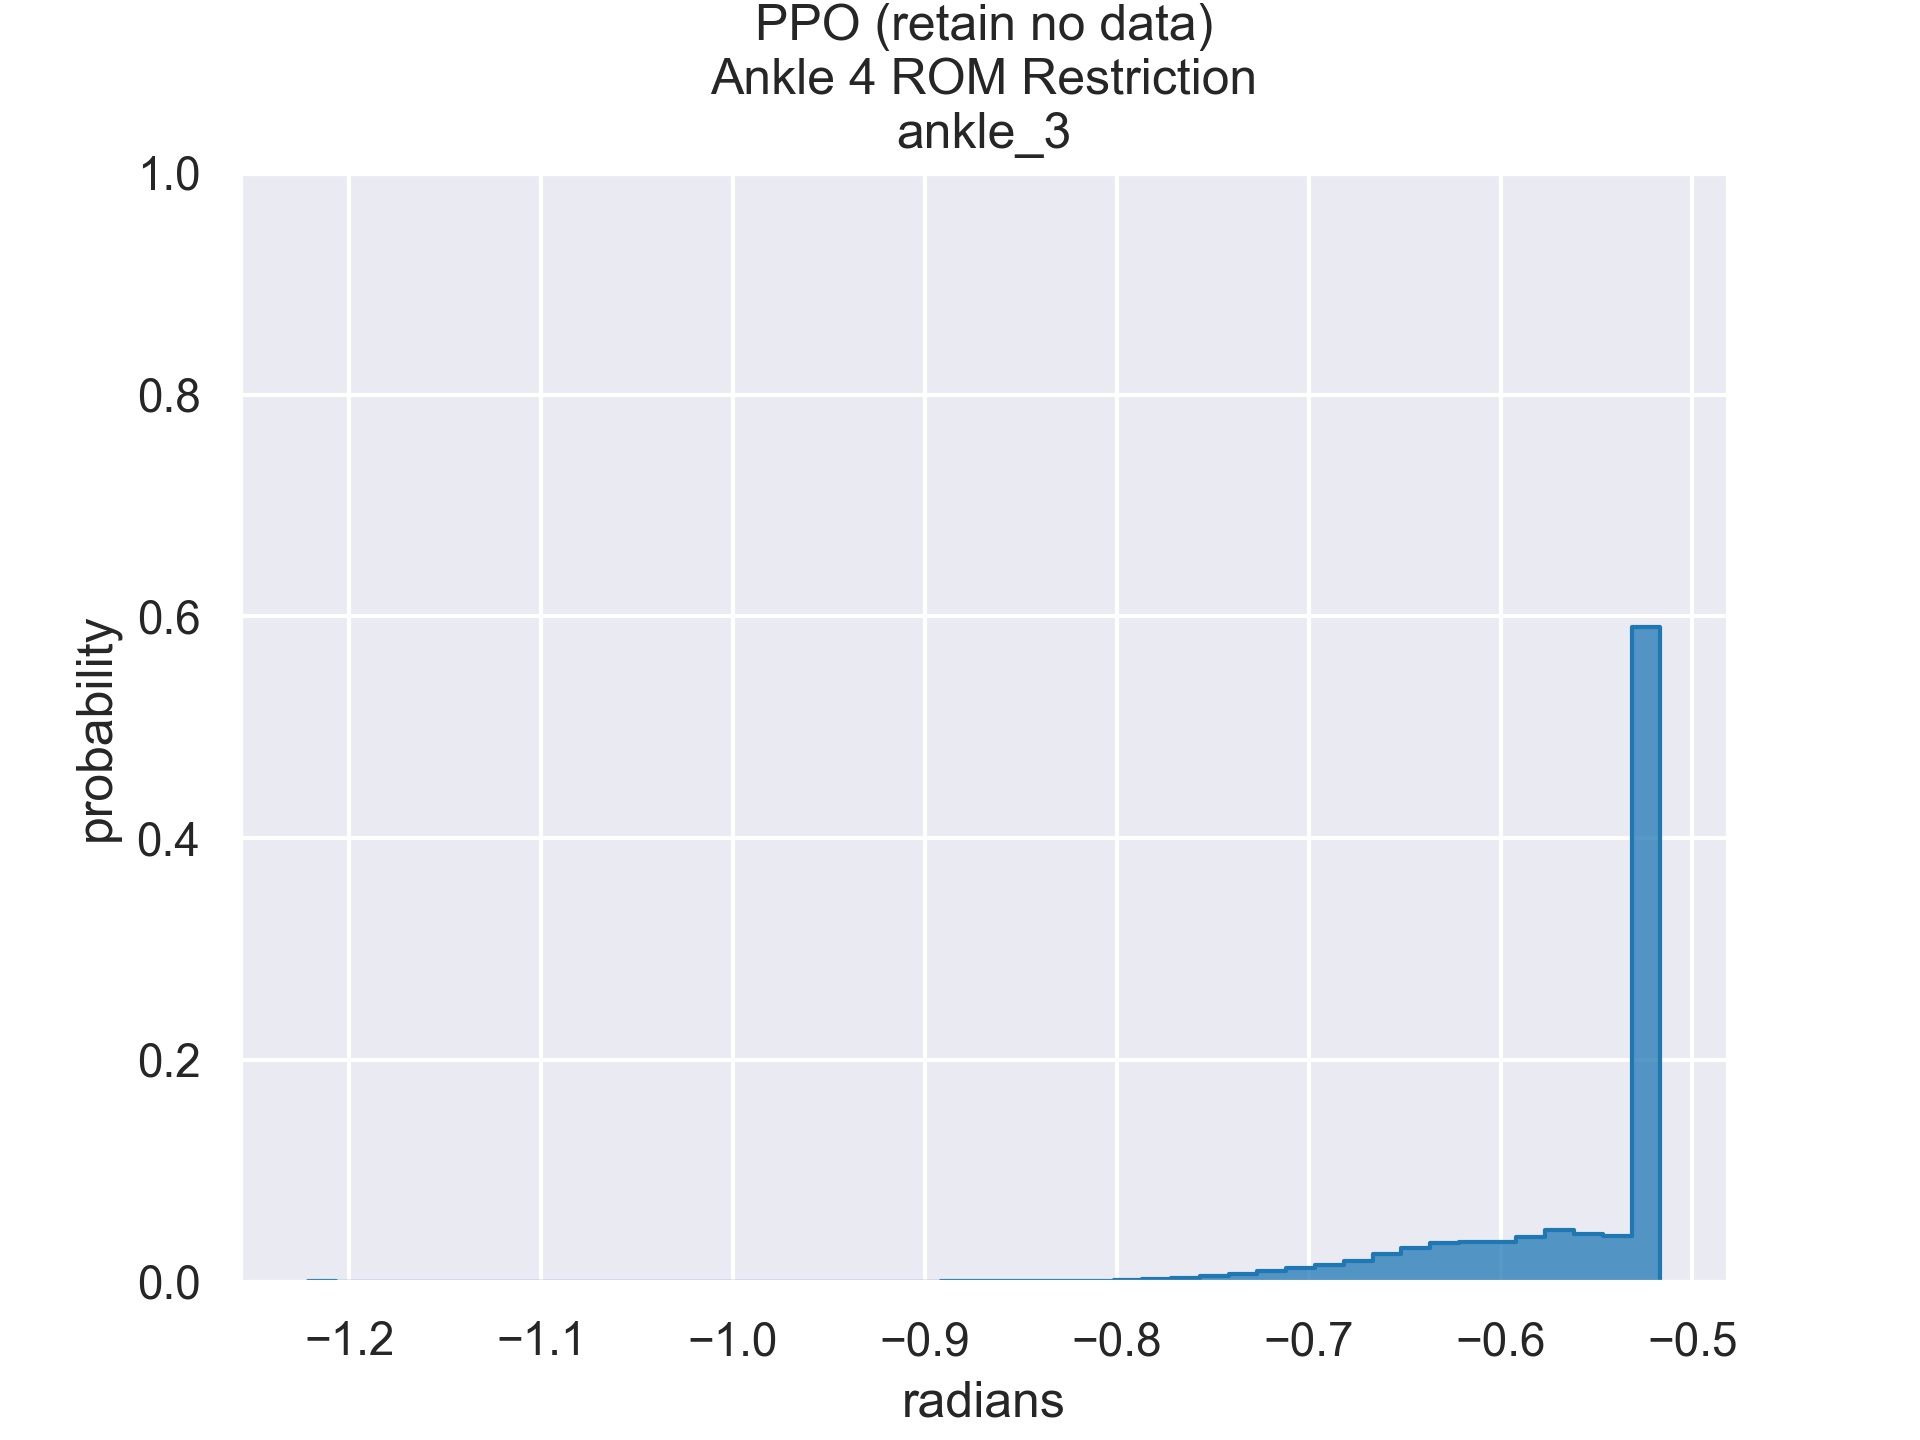 PPO (retain no data)
Ankle 4 ROM Restriction
ankle_3
1.0
0.8
0.6
0.4
0.2
0.0
probability
−1.2 −1.1 −1.0 −0.9 −0.8 −0.7 −0.6 −0.5
radians